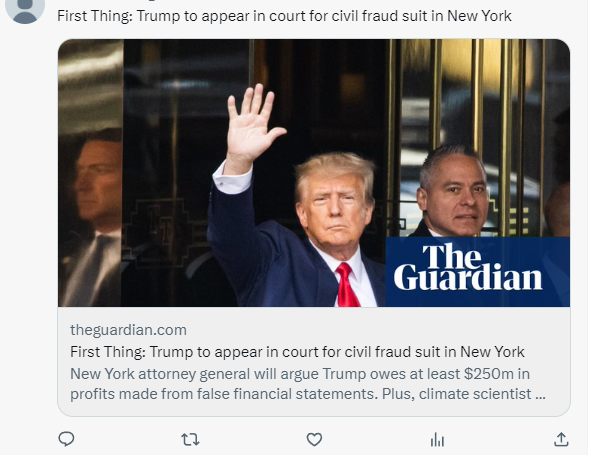 First Thing: Trump to appear in court for civil fraud suit in New York
The
Guardian
theguardian.com
First Thing: Trump to appear in court for civil fraud suit in New York
New York attorney general will argue Trump owes at least $250m in
profits made from false financial statements. Plus, climate scientist ...